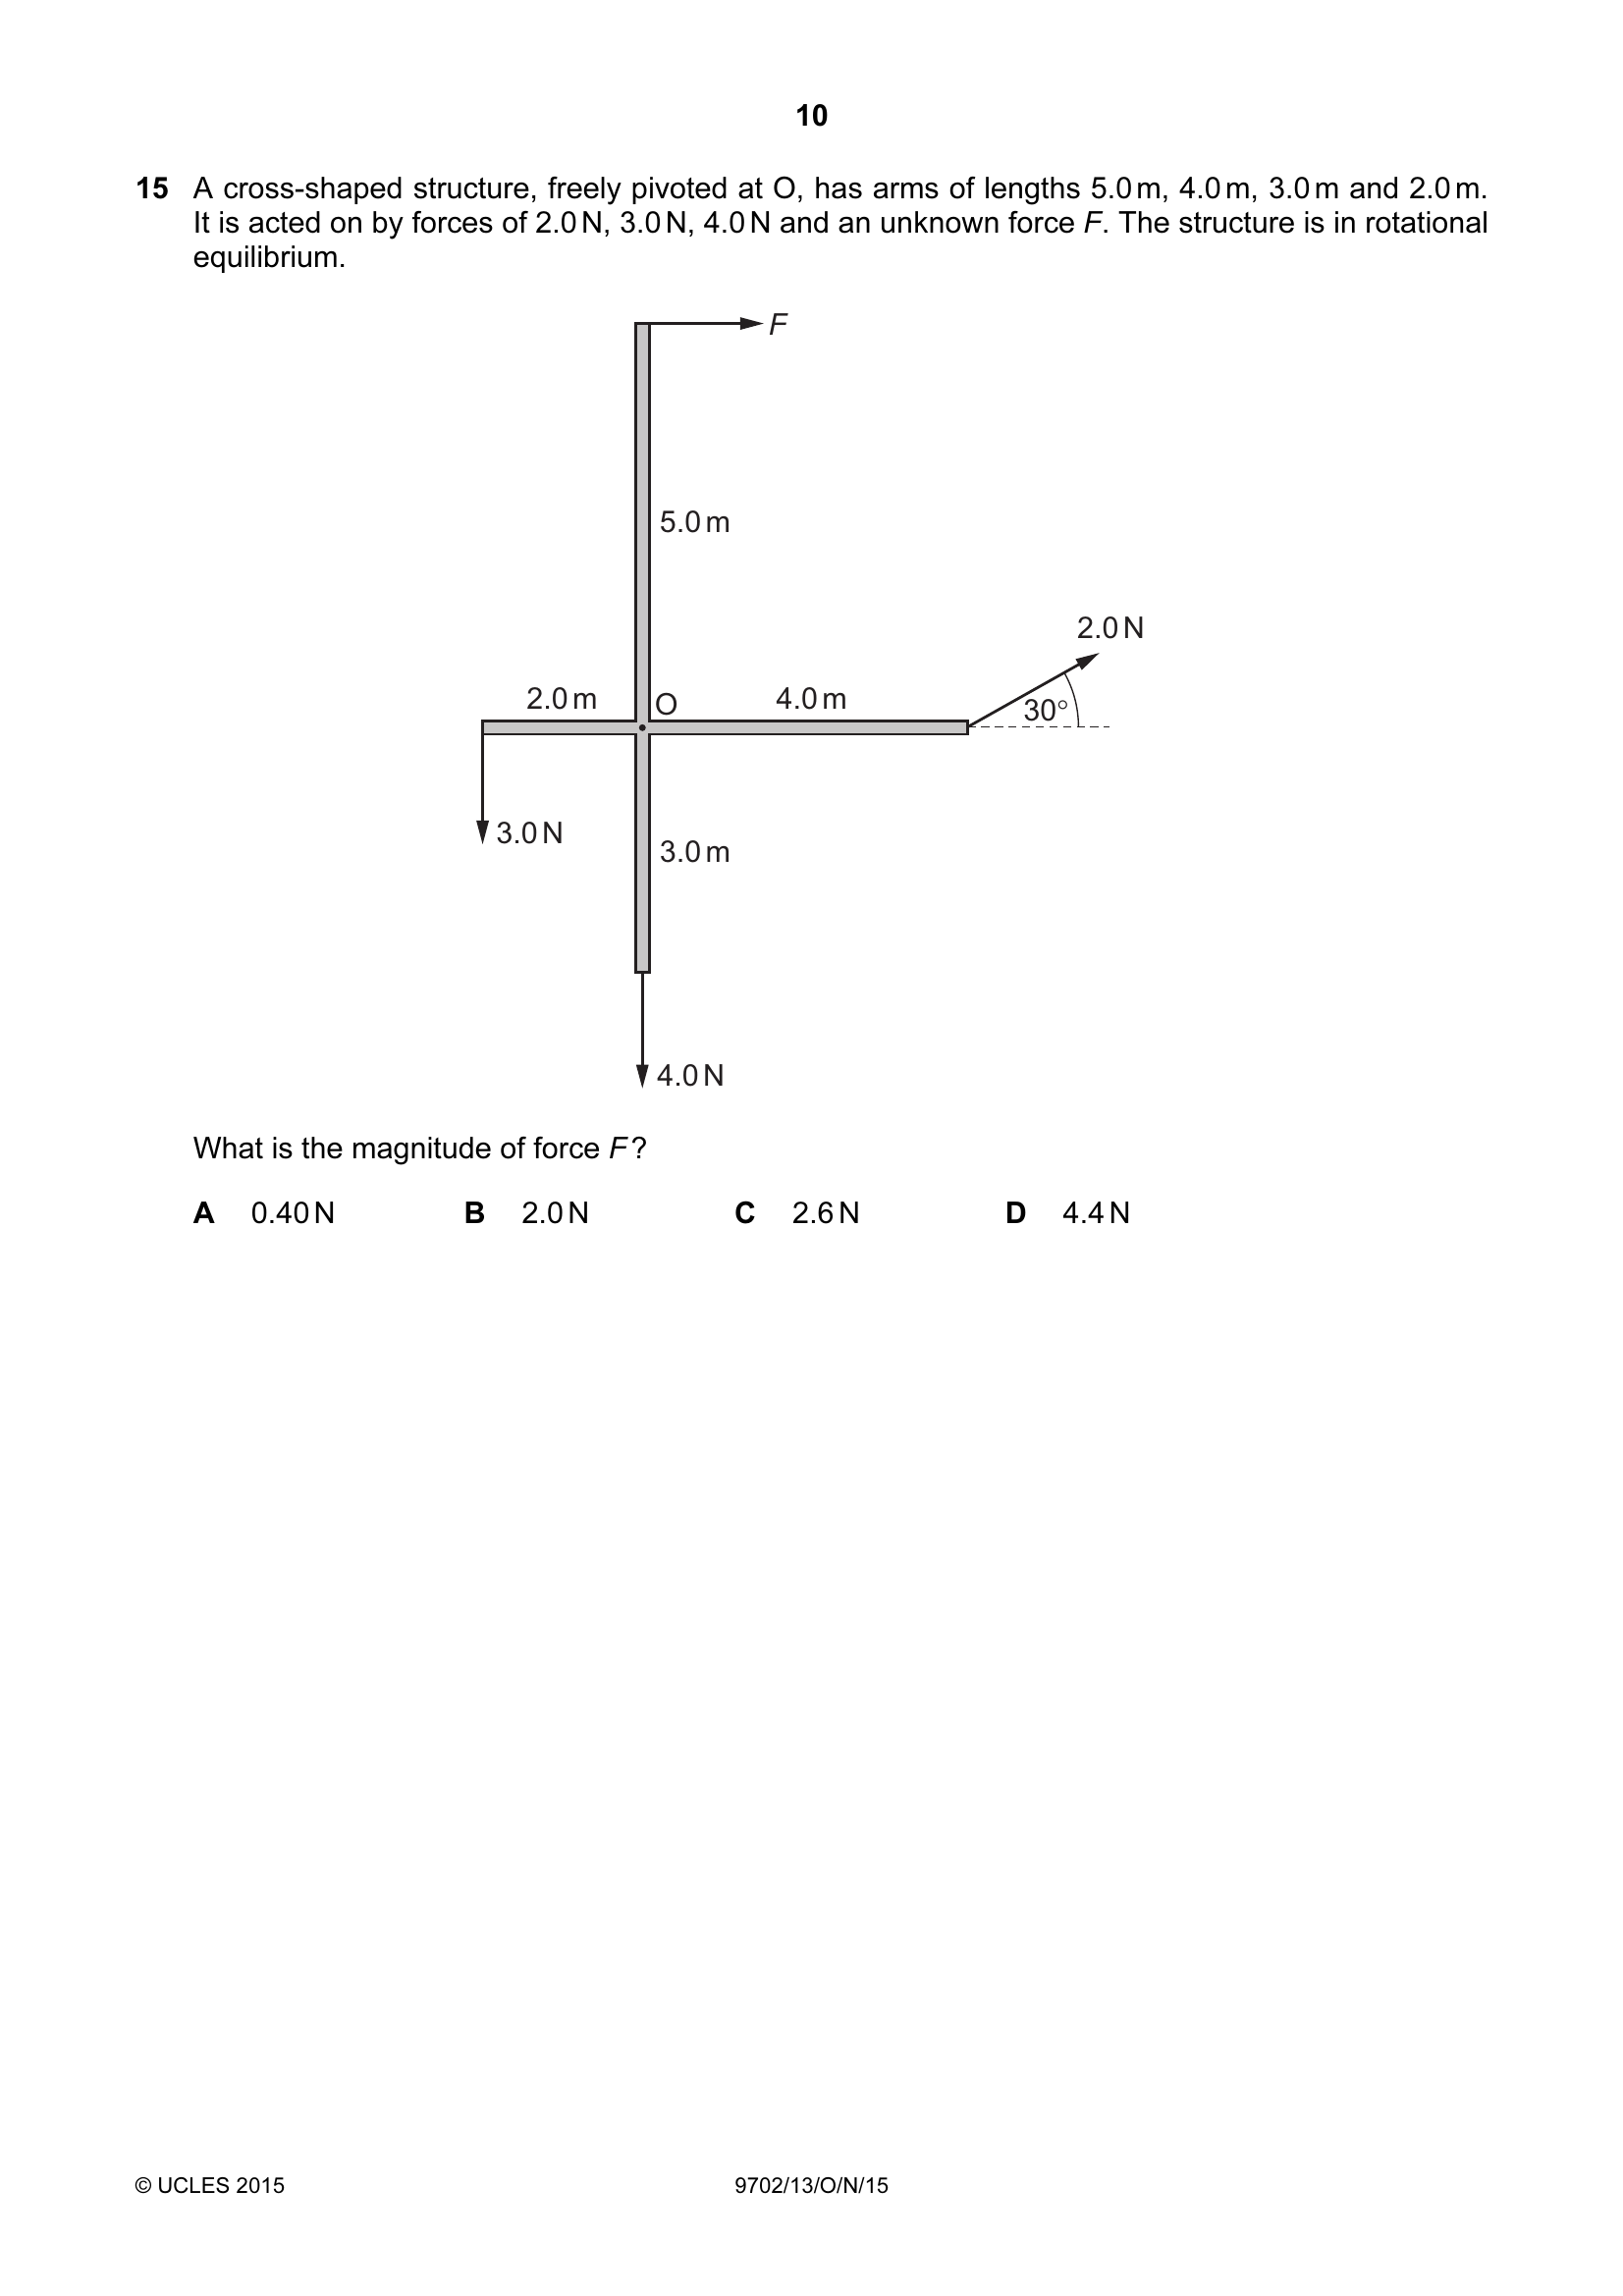 10
15 A cross-shaped structure, freely pivoted at O, has arms of lengths 5.0 m, 4.0 m, 3.0 m and 2.0 m.
It is acted on by forces of 2.0 N, 3.0 N, 4.0 N and an unknown force F. The structure is in rotational
equilibrium.
F
5.0 m
2.0 N
2.0 m O 4.0 m
30°
3.0 N
3.0 m
4.0 N
What is the magnitude of force F?
A 0.40 N B 2.0 N C 2.6 N D 4.4 N
© UCLES 2015 9702/13/O/N/15